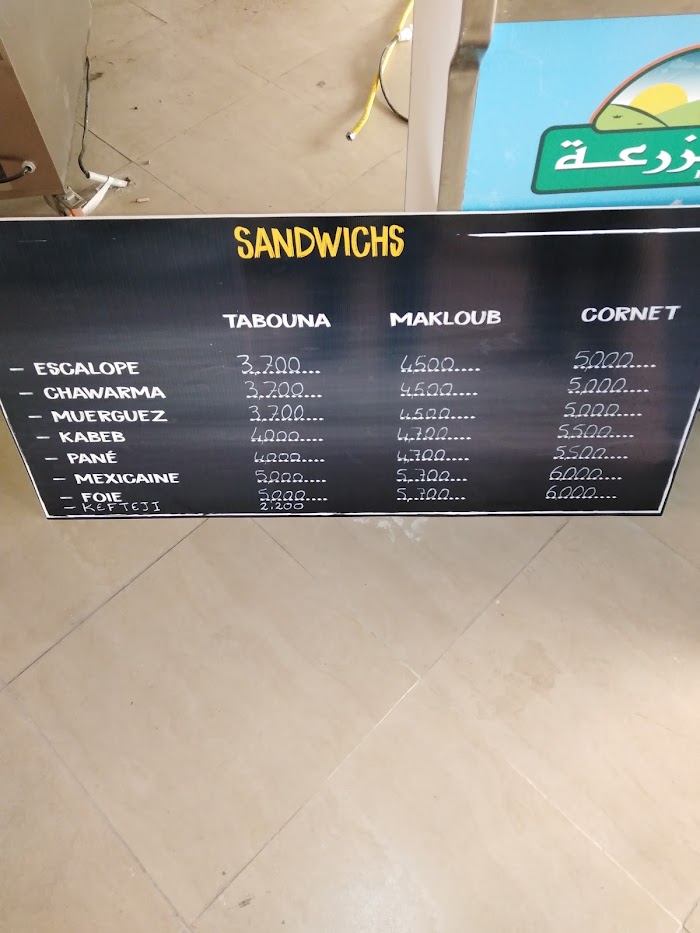 المزرعة
SANDWICHS
TABOUNA MAKLOUB CORNET
- ESCALOPE 3,700.... 4,500.... 5,000....
- CHAWARMA 3,700.... 4,500.... 5,000....
- MUERGUEZ 3,700.... 4,500.... 5,000....
- KABEB 4,000.... 4,700.... 5,500....
- PANÉ 4,000.... 4,700.... 5,500....
- MEXICAINE 5,000.... 5,700.... 6,000....
- FOIE 5,000.... 5,700.... 6,000....
- KEFTEJI 2.200